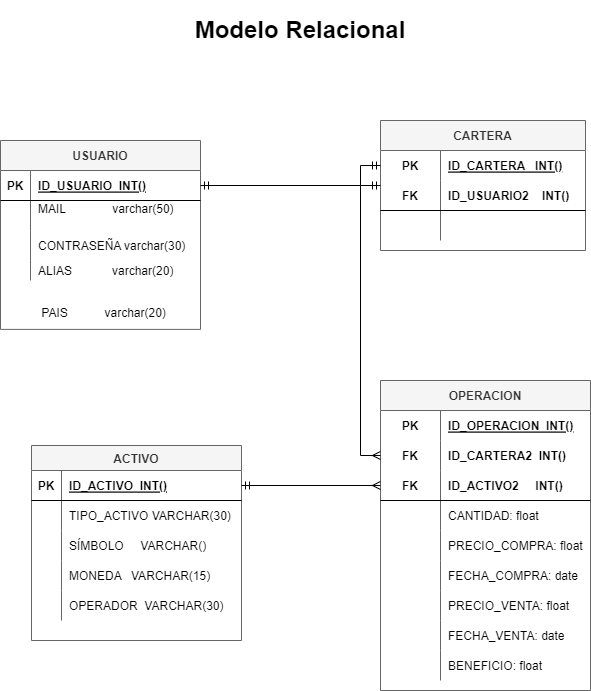 Modelo Relacional
USUARIO
PK ID_USUARIO INT()
MAIL varchar(50)
CONTRASEÑA varchar(30)
ALIAS varchar(20)
PAIS varchar(20)
CARTERA
PK ID_CARTERA INT()
FK ID_USUARIO2 INT()
ACTIVO
PK ID_ACTIVO INT()
TIPO_ACTIVO VARCHAR(30)
SÍMBOLO VARCHAR()
MONEDA VARCHAR(15)
OPERADOR VARCHAR(30)
OPERACION
PK ID_OPERACION INT()
FK ID_CARTERA2 INT()
FK ID_ACTIVO2 INT()
CANTIDAD: float
PRECIO_COMPRA: float
FECHA_COMPRA: date
PRECIO_VENTA: float
FECHA_VENTA: date
BENEFICIO: float